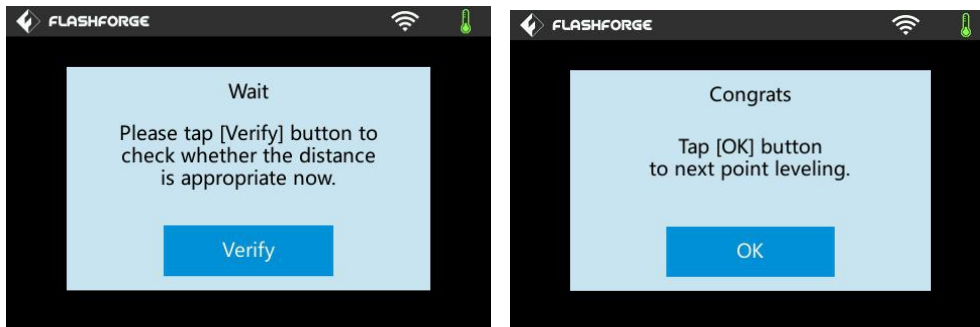 FLASHFORGE
Wait
Please tap [Verify] button to
check whether the distance
is appropriate now.
Verify
FLASHFORGE
Congrats
Tap [OK] button
to next point leveling.
OK